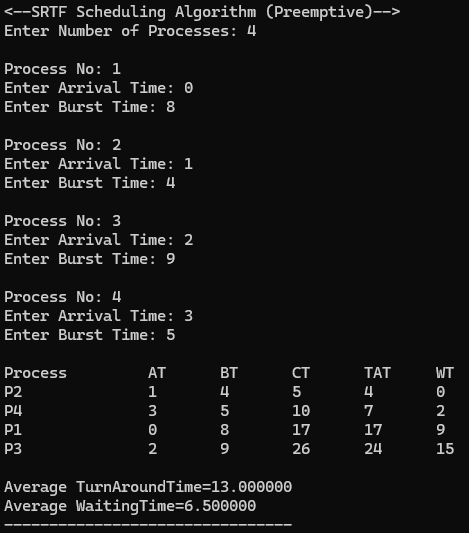 <--SRTF Scheduling Algorithm (Preemptive)-->
Enter Number of Processes: 4
Process No: 1
Enter Arrival Time: 0
Enter Burst Time: 8
Process No: 2
Enter Arrival Time: 1
Enter Burst Time: 4
Process No: 3
Enter Arrival Time: 2
Enter Burst Time: 9
Process No: 4
Enter Arrival Time: 3
Enter Burst Time: 5
Process AT BT CT TAT WT
P2 1 4 5 4 0
P4 3 5 10 7 2
P1 0 8 17 17 9
P3 2 9 26 24 15
Average TurnAroundTime=13.000000
Average WaitingTime=6.500000
--------------------------------